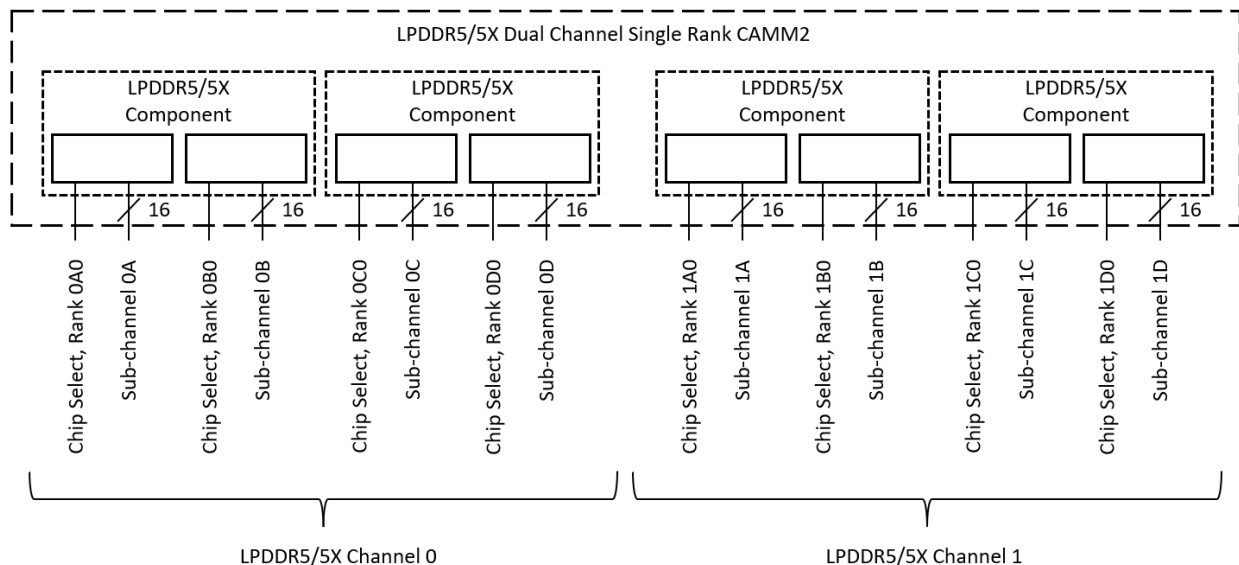 LPDDR5/5X Dual Channel Single Rank CAMM2
LPDDR5/5X
Component
LPDDR5/5X
Component
LPDDR5/5X
Component
LPDDR5/5X
Component
16
16
16
16
16
16
16
16
Chip Select, Rank 0A0
Sub-channel 0A
Chip Select, Rank 0B0
Sub-channel 0B
Chip Select, Rank 0C0
Sub-channel 0C
Chip Select, Rank 0D0
Sub-channel 0D
Chip Select, Rank 1A0
Sub-channel 1A
Chip Select, Rank 1B0
Sub-channel 1B
Chip Select, Rank 1C0
Sub-channel 1C
Chip Select, Rank 1D0
Sub-channel 1D
LPDDR5/5X Channel 0
LPDDR5/5X Channel 1